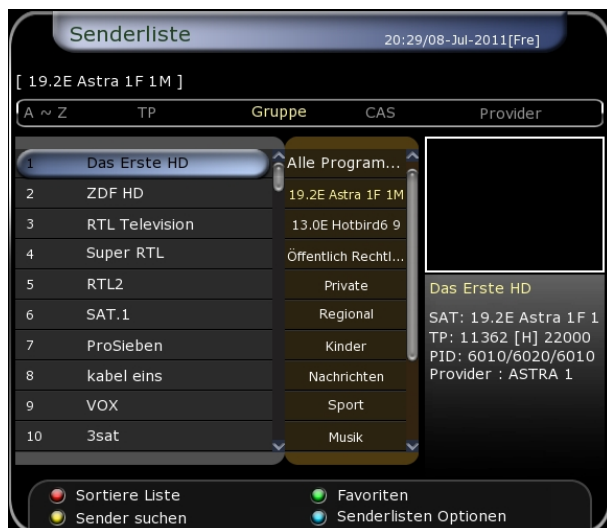 Senderliste
20:29/08-Jul-2011[Fre]
[ 19.2E Astra 1F 1M ]
A ~ Z TP Gruppe CAS Provider
1 Das Erste HD
2 ZDF HD
3 RTL Television
4 Super RTL
5 RTL2
6 SAT.1
7 ProSieben
8 kabel eins
9 VOX
10 3sat
Alle Program...
19.2E Astra 1F 1M
13.0E Hotbird6 9
Öffentlich Rechtl...
Private
Regional
Kinder
Nachrichten
Sport
Musik
Das Erste HD
SAT: 19.2E Astra 1F 1
TP: 11362 [H] 22000
PID: 6010/6020/6010
Provider : ASTRA 1
Sortiere Liste
Favoriten
Sender suchen
Senderlisten Optionen